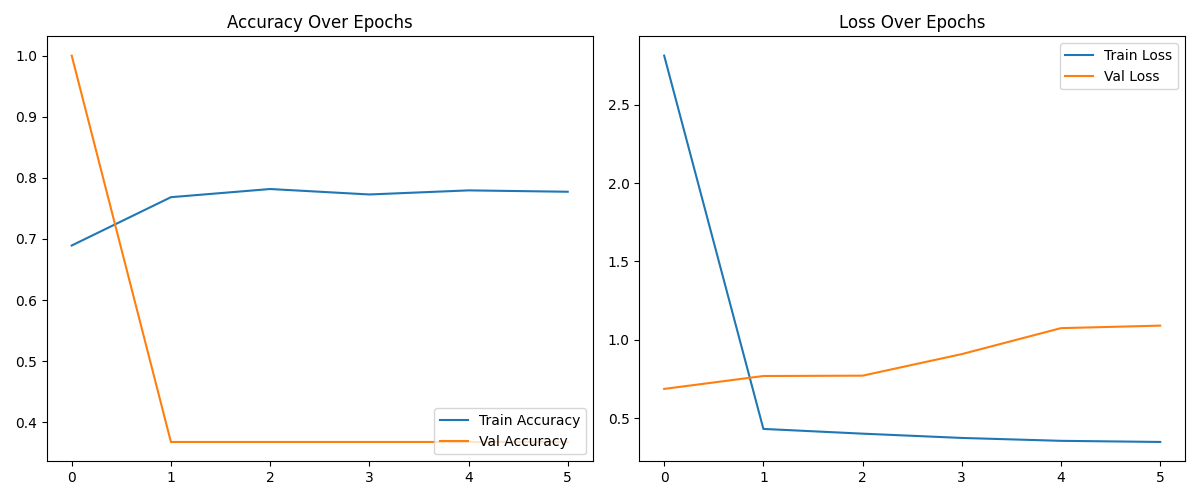 Accuracy Over Epochs
1.0
0.9
0.8
0.7
0.6
0.5
0.4
Train Accuracy
Val Accuracy
0 1 2 3 4 5
Loss Over Epochs
Train Loss
Val Loss
2.5
2.0
1.5
1.0
0.5
0 1 2 3 4 5